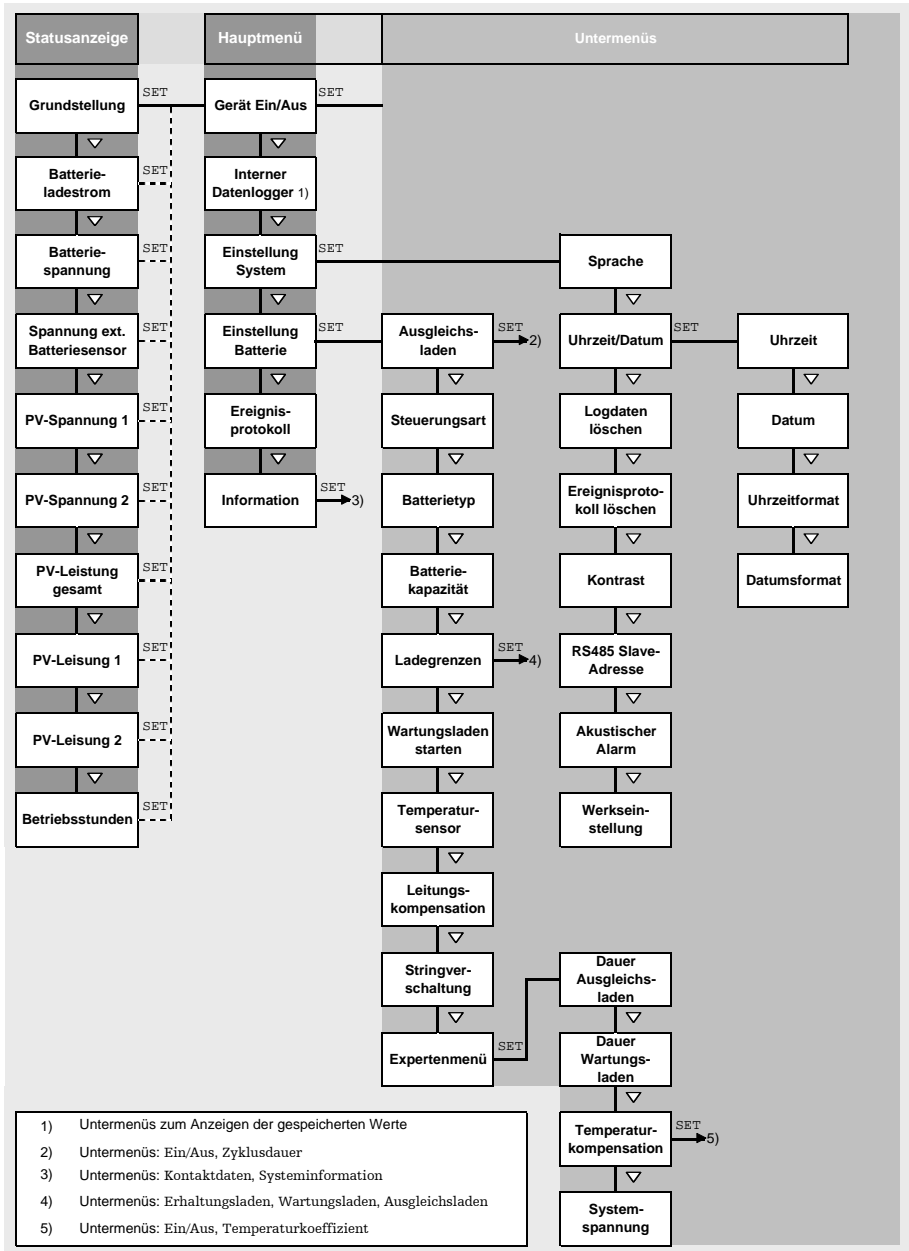 Statusanzeige
Hauptmenü
Untermenüs
Grundstellung
SET
Gerät Ein/Aus
SET
Batterie-
ladestrom
SET
Interner
Datenlogger 1)
Batterie-
spannung
SET
Einstellung
System
SET
Sprache
Spannung ext.
Batteriesensor
SET
Einstellung
Batterie
SET
Ausgleichs-
laden
SET
2)
Uhrzeit/Datum
SET
Uhrzeit
PV-Spannung 1
SET
Ereignis-
protokoll
Steuerungsart
Logdaten
löschen
Datum
PV-Spannung 2
SET
Information
SET
3)
Batterietyp
Ereignisproto-
koll löschen
Uhrzeitformat
PV-Leistung
gesamt
SET
Batterie-
kapazität
Kontrast
Datumsformat
PV-Leisung 1
SET
Ladegrenzen
SET
4)
RS485 Slave-
Adresse
PV-Leisung 2
SET
Wartungsladen
starten
Akustischer
Alarm
Betriebsstunden
SET
Temperatur-
sensor
Werksein-
stellung
Leitungs-
kompensation
Stringver-
schaltung
Dauer
Ausgleichs-
laden
Expertenmenü
SET
Dauer
Wartungs-
laden
Temperatur-
kompensation
SET
5)
System-
spannung
1) Untermenüs zum Anzeigen der gespeicherten Werte
2) Untermenüs: Ein/Aus, Zyklusdauer
3) Untermenüs: Kontaktdaten, Systeminformation
4) Untermenüs: Erhaltungsladen, Wartungsladen, Ausgleichsladen
5) Untermenüs: Ein/Aus, Temperaturkoeffizient